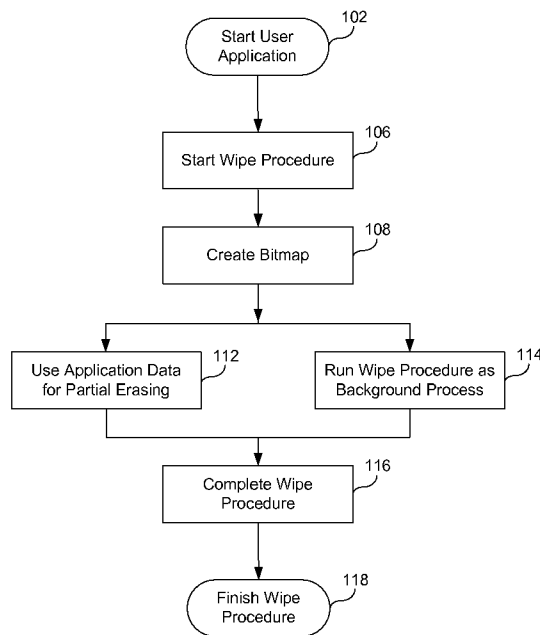 Start User
Application
102
106
Start Wipe Procedure
108
Create Bitmap
Use Application Data
for Partial Erasing
112
Run Wipe Procedure as
Background Process
114
Complete Wipe
Procedure
116
Finish Wipe
Procedure
118